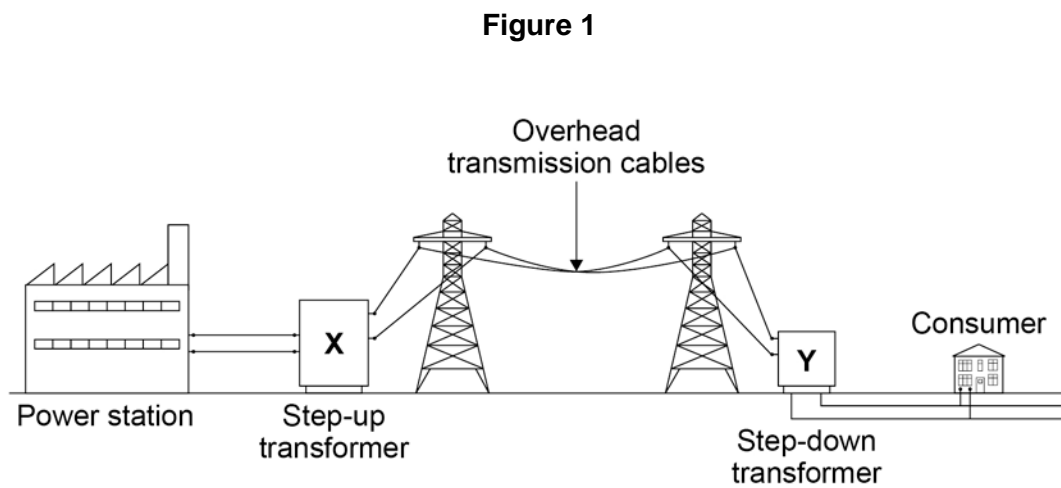 Figure 1
Overhead
transmission cables
X
Y
Consumer
Power station
Step-up
transformer
Step-down
transformer